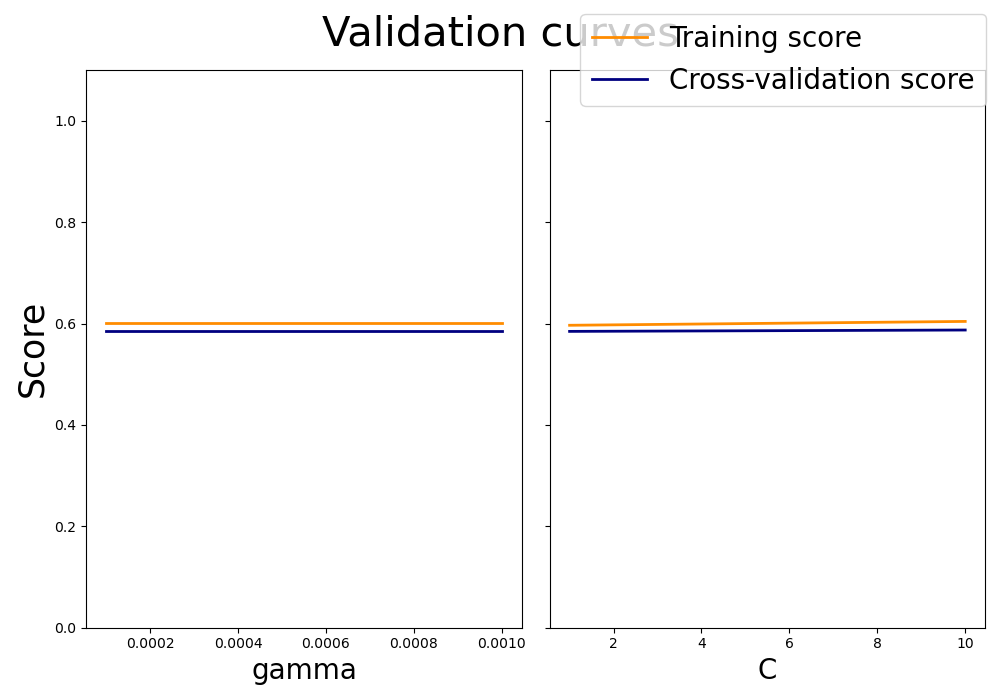 Validation curves
Training score
Cross-validation score
Score
1.0
0.8
0.6
0.4
0.2
0.0
0.0002 0.0004 0.0006 0.0008 0.0010
gamma
2 4 6 8 10
C